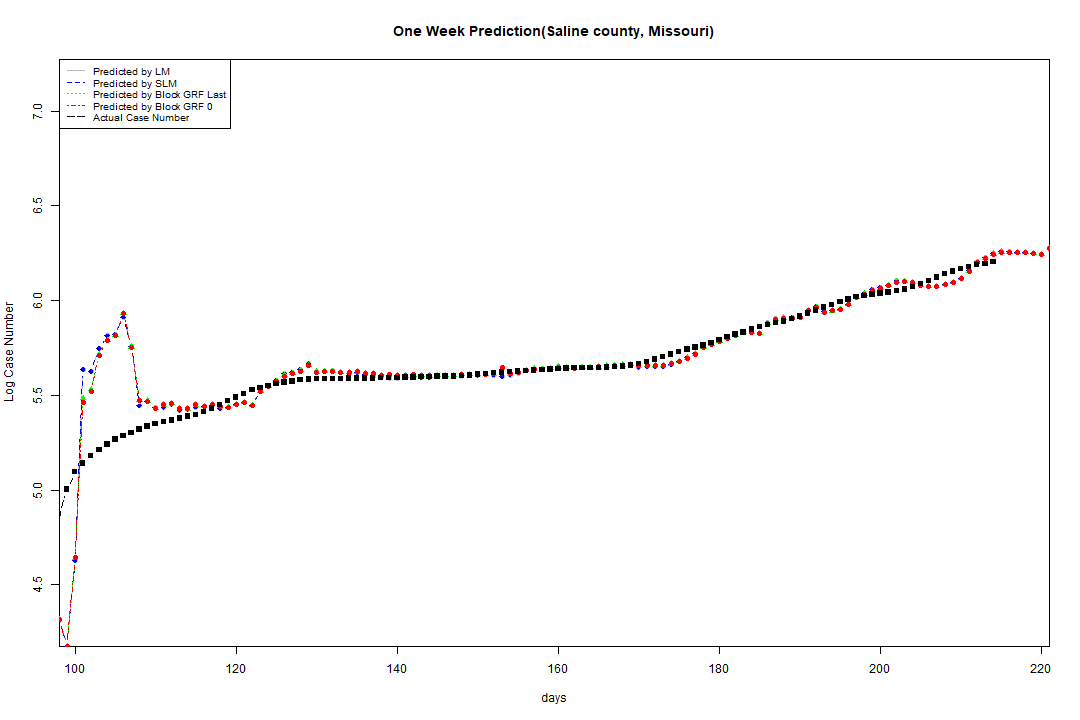 One Week Prediction(Saline county, Missouri)
Predicted by LM
Predicted by SLM
Predicted by Block GRF Last
Predicted by Block GRF 0
Actual Case Number
7.0
6.5
6.0
5.5
5.0
4.5
Log Case Number
100 120 140 160 180 200 220
days